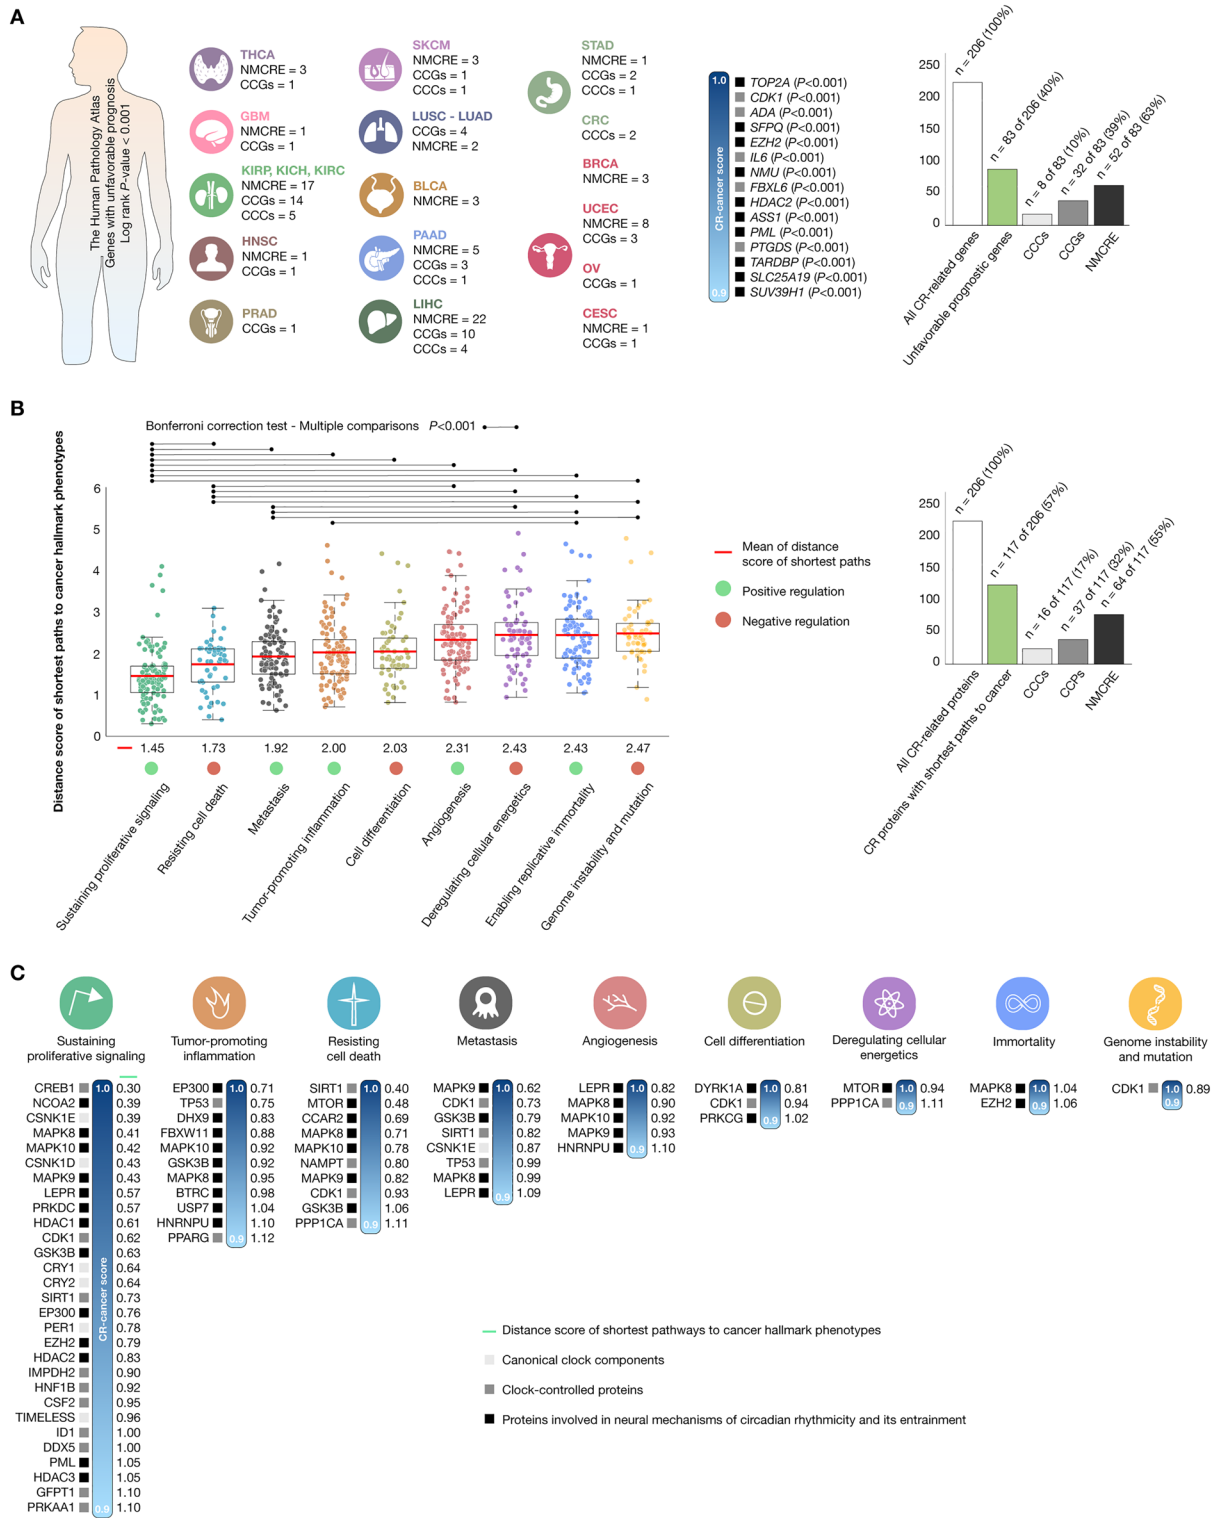 A
The Human Pathology Atlas
Genes with unfavorable prognosis
Log rank P-value < 0.001
THCA
NMCRE = 3
CCGs = 1
GBM
NMCRE = 1
CCGs = 1
KIRP, KICH, KIRC
NMCRE = 17
CCGs = 14
CCCs = 5
HNSC
NMCRE = 1
CCGs = 1
PRAD
CCGs = 1
SKCM
NMCRE = 3
CCGs = 1
CCCs = 1
LUSC - LUAD
CCGs = 4
NMCRE = 2
BLCA
NMCRE = 3
PAAD
NMCRE = 5
CCGs = 3
CCCs = 1
LIHC
NMCRE = 22
CCGs = 10
CCCs = 4
STAD
NMCRE = 1
CCGs = 2
CCCs = 1
CRC
CCCs = 2
BRCA
NMCRE = 3
UCEC
NMCRE = 8
CCGs = 3
OV
CCGs = 1
CESC
NMCRE = 1
CCGs = 1
1.0
CR-cancer score
0.9
TOP2A (P<0.001)
CDK1 (P<0.001)
ADA (P<0.001)
SFPQ (P<0.001)
EZH2 (P<0.001)
IL6 (P<0.001)
NMU (P<0.001)
FBXL6 (P<0.001)
HDAC2 (P<0.001)
ASS1 (P<0.001)
PML (P<0.001)
PTGDS (P<0.001)
TARDBP (P<0.001)
SLC25A19 (P<0.001)
SUV39H1 (P<0.001)
250
200
150
100
50
0
n = 206 (100%)
n = 83 of 206 (40%)
n = 8 of 83 (10%)
n = 32 of 83 (39%)
n = 52 of 83 (63%)
All CR-related genes
Unfavorable prognostic genes
CCCs
CCGs
NMCRE
B
Bonferroni correction test - Multiple comparisons P<0.001
Distance score of shortest paths to cancer hallmark phenotypes
6
5
4
3
2
1
0
1.45 1.73 1.92 2.00 2.03 2.31 2.43 2.43 2.47
Sustaining proliferative signaling
Resisting cell death
Metastasis
Tumor-promoting inflammation
Cell differentiation
Angiogenesis
Deregulating cellular energetics
Enabling replicative immortality
Genome instability and mutation
Mean of distance
score of shortest paths
Positive regulation
Negative regulation
250
200
150
100
50
0
n = 206 (100%)
n = 117 of 206 (57%)
n = 16 of 117 (17%)
n = 37 of 117 (32%)
n = 64 of 117 (55%)
All CR-related proteins
CR proteins with shortest paths to cancer
CCCs
CCPs
NMCRE
C
Sustaining
proliferative signaling
CREB1 1.0 0.30
NCOA2 0.39
CSNK1E 0.39
MAPK8 0.41
MAPK10 0.42
CSNK1D 0.43
MAPK9 0.43
LEPR 0.57
PRKDC 0.57
HDAC1 0.61
CDK1 0.62
GSK3B 0.63
CRY1 0.64
CRY2 0.64
SIRT1 0.73
EP300 0.76
PER1 0.78
EZH2 0.79
HDAC2 0.83
IMPDH2 0.90
HNF1B 0.92
CSF2 0.95
TIMELESS 0.96
ID1 1.00
DDX5 1.00
PML 1.05
HDAC3 1.05
GFPT1 1.10
PRKAA1 0.9 1.10
CR-cancer score
Tumor-promoting
inflammation
EP300 1.0 0.71
TP53 0.75
DHX9 0.83
FBXW11 0.88
MAPK10 0.92
GSK3B 0.92
MAPK8 0.95
BTRC 0.98
USP7 1.04
HNRNPU 1.10
PPARG 0.9 1.12
Resisting
cell death
SIRT1 1.0 0.40
MTOR 0.48
CCAR2 0.69
MAPK8 0.71
MAPK10 0.78
NAMPT 0.80
MAPK9 0.82
CDK1 0.93
GSK3B 1.06
PPP1CA 0.9 1.11
Metastasis
MAPK9 1.0 0.62
CDK1 0.73
GSK3B 0.79
SIRT1 0.82
CSNK1E 0.87
TP53 0.99
MAPK8 0.99
LEPR 0.9 1.09
Angiogenesis
LEPR 1.0 0.82
MAPK8 0.90
MAPK10 0.92
MAPK9 0.93
HNRNPU 0.9 1.10
Cell differentiation
DYRK1A 1.0 0.81
CDK1 0.94
PRKCG 0.9 1.02
Deregulating cellular
energetics
MTOR 1.0 0.94
PPP1CA 0.9 1.11
Immortality
MAPK8 1.0 1.04
EZH2 0.9 1.06
Genome instability
and mutation
CDK1 1.0 0.89
0.9
Distance score of shortest pathways to cancer hallmark phenotypes
Canonical clock components
Clock-controlled proteins
Proteins involved in neural mechanisms of circadian rhythmicity and its entrainment